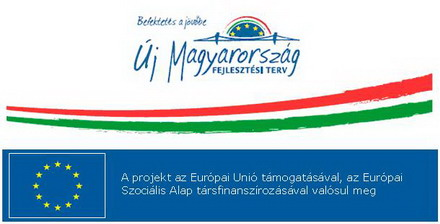 Befektetés a jövőbe
Új Magyarország
FEJLESZTÉSI TERV
A projekt az Európai Unió támogatásával, az Európai
Szociális Alap társfinanszírozásával valósul meg